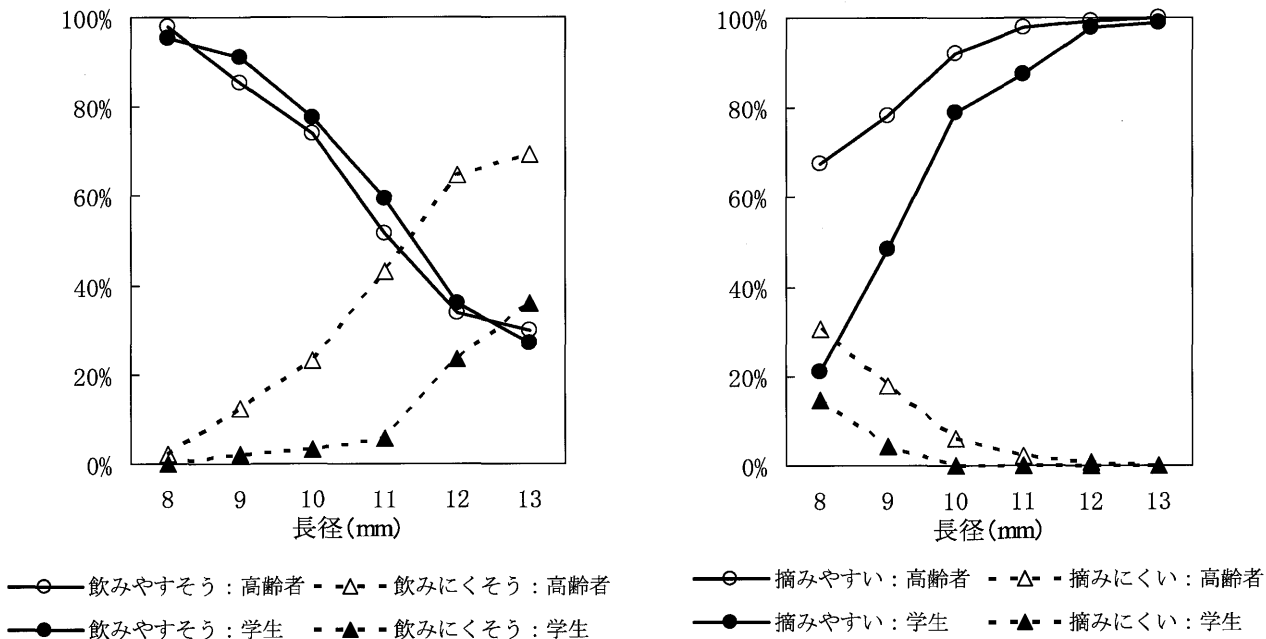 100%
80%
60%
40%
20%
0%
8 9 10 11 12 13
長径(mm)
飲みやすそう：高齢者 飲みにくそう：高齢者
飲みやすそう：学生 飲みにくそう：学生
100%
80%
60%
40%
20%
0%
8 9 10 11 12 13
長径(mm)
摘みやすい：高齢者 摘みにくい：高齢者
摘みやすい：学生 摘みにくい：学生